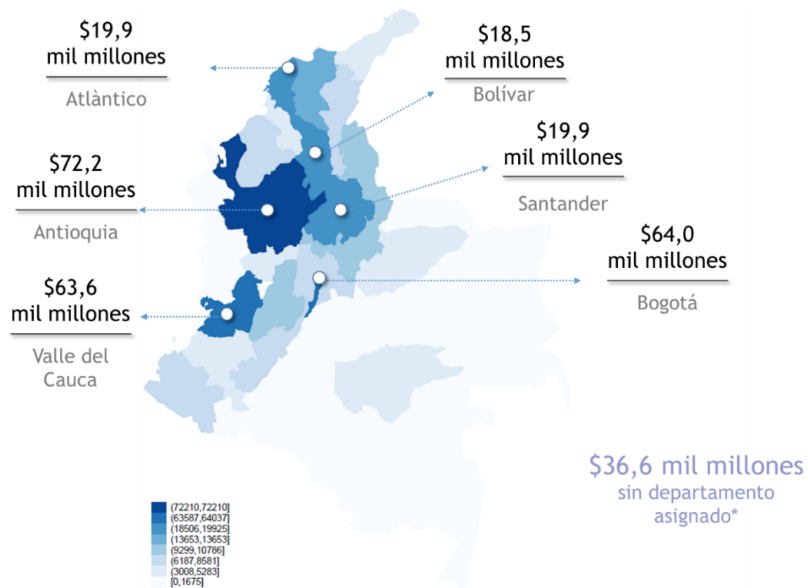 $19,9
mil millones
Atlàntico
$18,5
mil millones
Bolívar
$72,2
mil millones
Antioquia
$19,9
mil millones
Santander
$63,6
mil millones
Valle del
Cauca
$64,0
mil millones
Bogotá
$36,6 mil millones
sin departamento
asignado*
(72210,72210]
(63587,64037]
(18506,19925]
(13653,13653]
(9299,10786]
(6187,8581]
(3008,5283]
[0,1675]